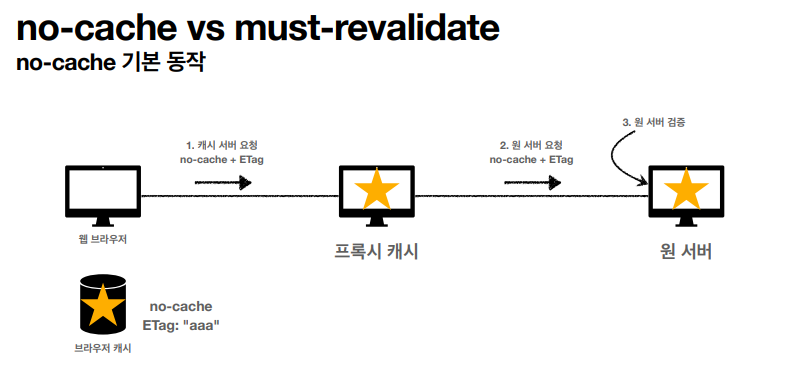 no-cache vs must-revalidate
no-cache 기본 동작
1. 캐시 서버 요청
no-cache + ETag
2. 원 서버 요청
no-cache + ETag
3. 원 서버 검증
웹 브라우저
프록시 캐시
원 서버
no-cache
ETag: "aaa"
브라우저 캐시